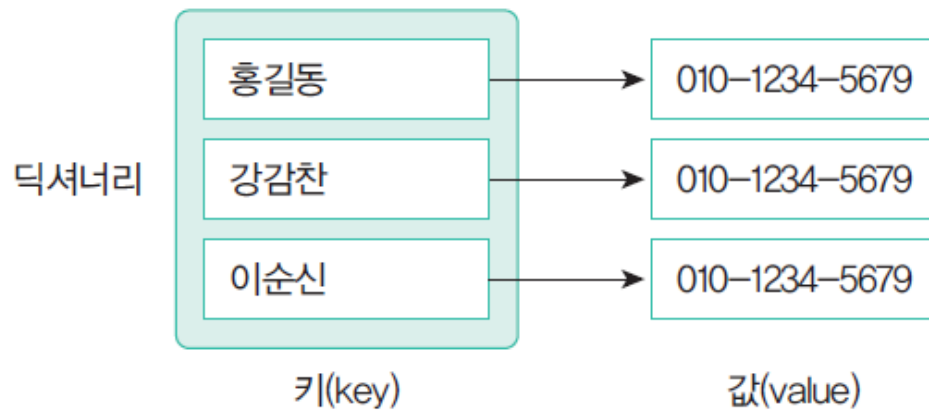 홍길동 010-1234-5679
딕셔너리 강감찬 010-1234-5679
이순신 010-1234-5679
키(key) 값(value)